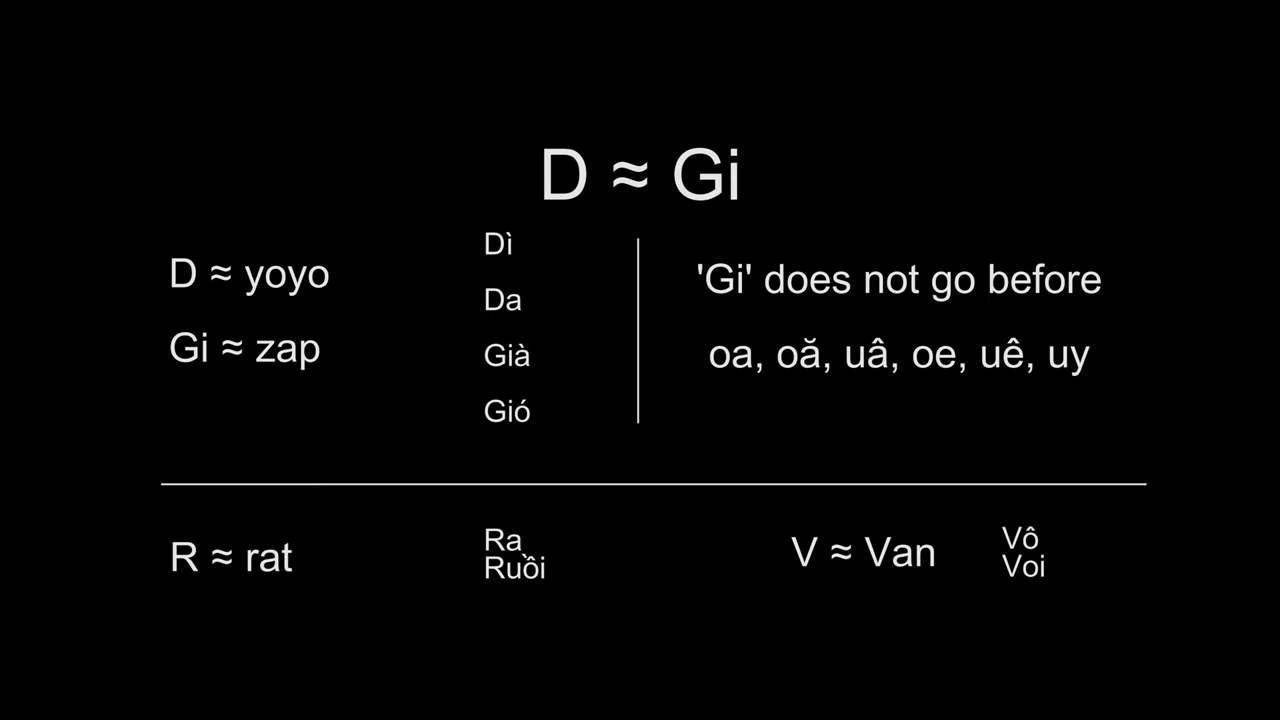 D ≈ Gi
D ≈ yoyo
Gi ≈ zap
Dì
Da
Già
Gió
'Gi' does not go before
oa, oă, uâ, oe, uê, uy
R ≈ rat
Ra
Ruồi
V ≈ Van
Vô
Voi